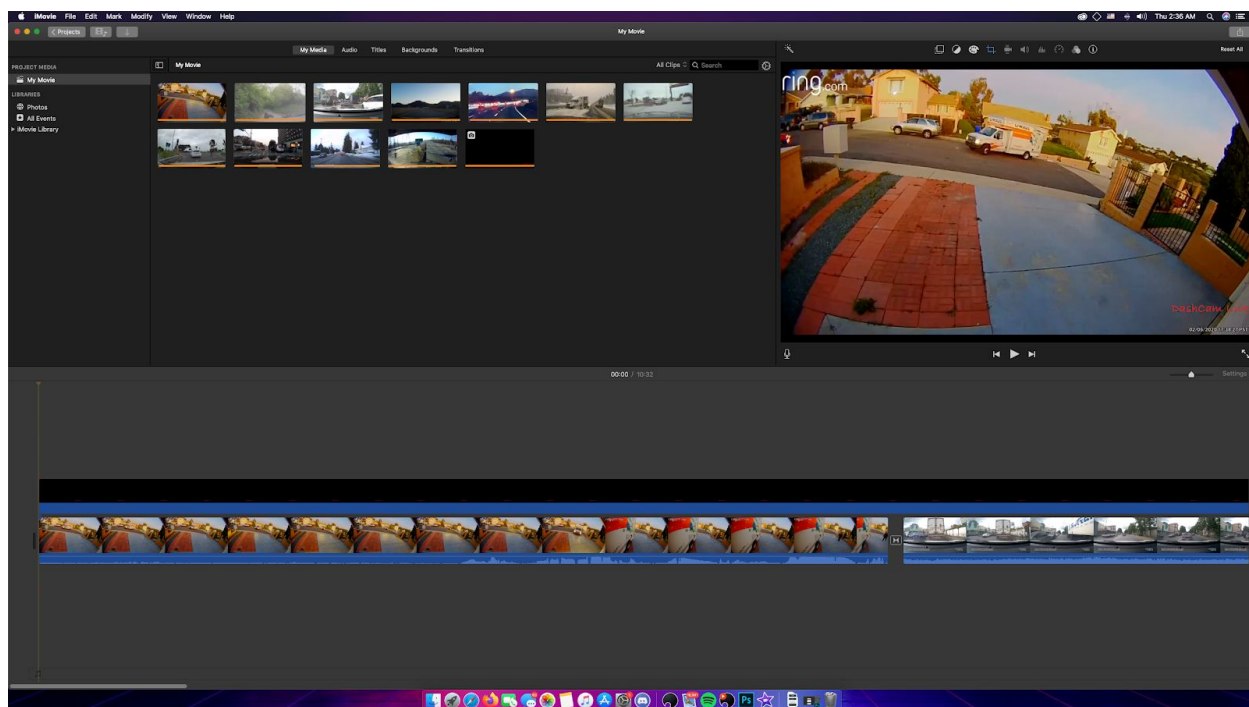 iMovie File Edit Mark Modify View Window Help Thu 2:36 AM
Projects My Movie
My Media Audio Titles Backgrounds Transitions Reset All
PROJECT MEDIA My Movie All Clips Search
My Movie
LIBRARIES
Photos
All Events
iMovie Library
ring.com
DashCam
00:00 / 10:32 Settings
Ps